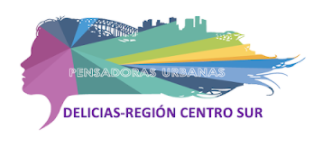 PENSADORAS URBANAS
DELICIAS-REGIÓN CENTRO SUR